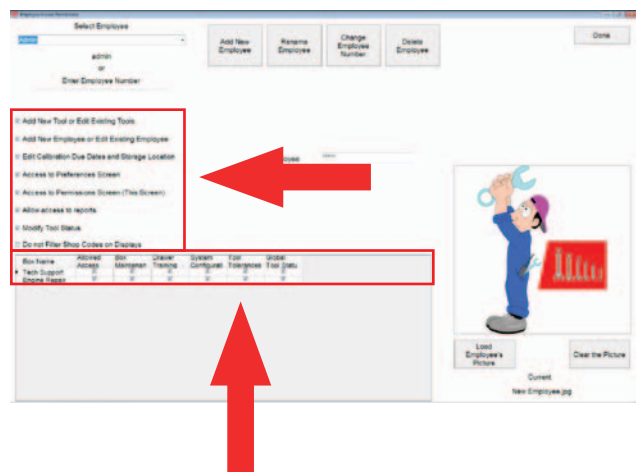 Select Employee
Admin
admin
or
Enter Employee Number
Add New
Employee
Rename
Employee
Change
Employee
Number
Delete
Employee
Done
Add New Tool or Edit Existing Tools
Add New Employee or Edit Existing Employee
Edit Calibration Due Dates and Storage Location
Access to Preferences Screen
Access to Permissions Screen (This Screen)
Allow access to reports
Modify Tool Status
Do not Filter Shop Codes on Displays
Box Name Allowed Access Box Maintenan Drawer Training System Configurati Tool Tolerances Global Tool Statu
Tech Support
Engine Repair
Load
Employee's
Picture
Clear the Picture
Current
New Employee.jpg